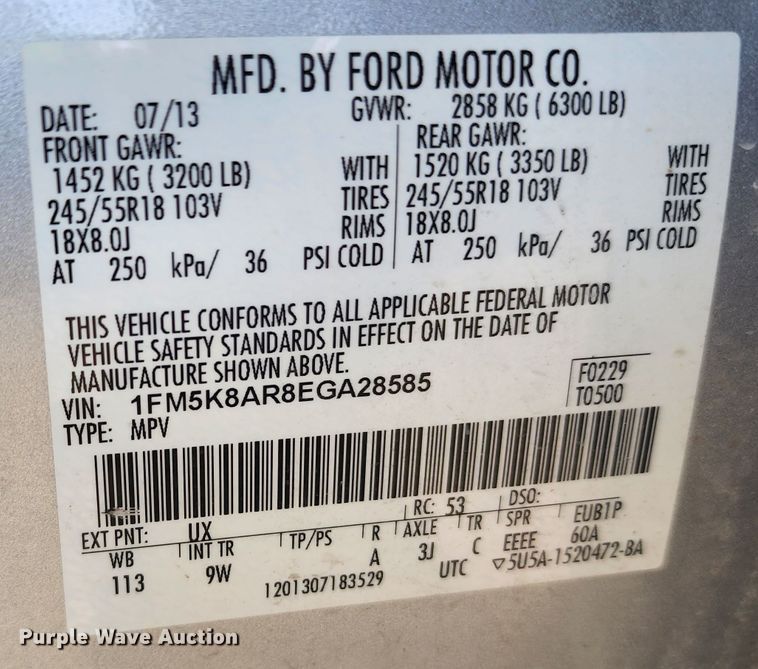 MFD. BY FORD MOTOR CO.
DATE: 07/13 GVWR: 2858 KG ( 6300 LB)
FRONT GAWR: REAR GAWR:
1452 KG ( 3200 LB) WITH 1520 KG ( 3350 LB) WITH
245/55R18 103V TIRES 245/55R18 103V TIRES
18X8.0J RIMS 18X8.0J RIMS
AT 250 kPa/ 36 PSI COLD AT 250 kPa/ 36 PSI COLD
THIS VEHICLE CONFORMS TO ALL APPLICABLE FEDERAL MOTOR
VEHICLE SAFETY STANDARDS IN EFFECT ON THE DATE OF
MANUFACTURE SHOWN ABOVE.
VIN: 1FM5K8AR8EGA28585 F0229
TYPE: MPV T0500
EXT PNT: UX RC: 53 DSO:
WB INT TR TP/PS R AXLE TR SPR EUB1P
113 9W A 3J C EEEE 60A
1201307183529 UTC ▽5U5A-1520472-BA
Purple Wave Auction